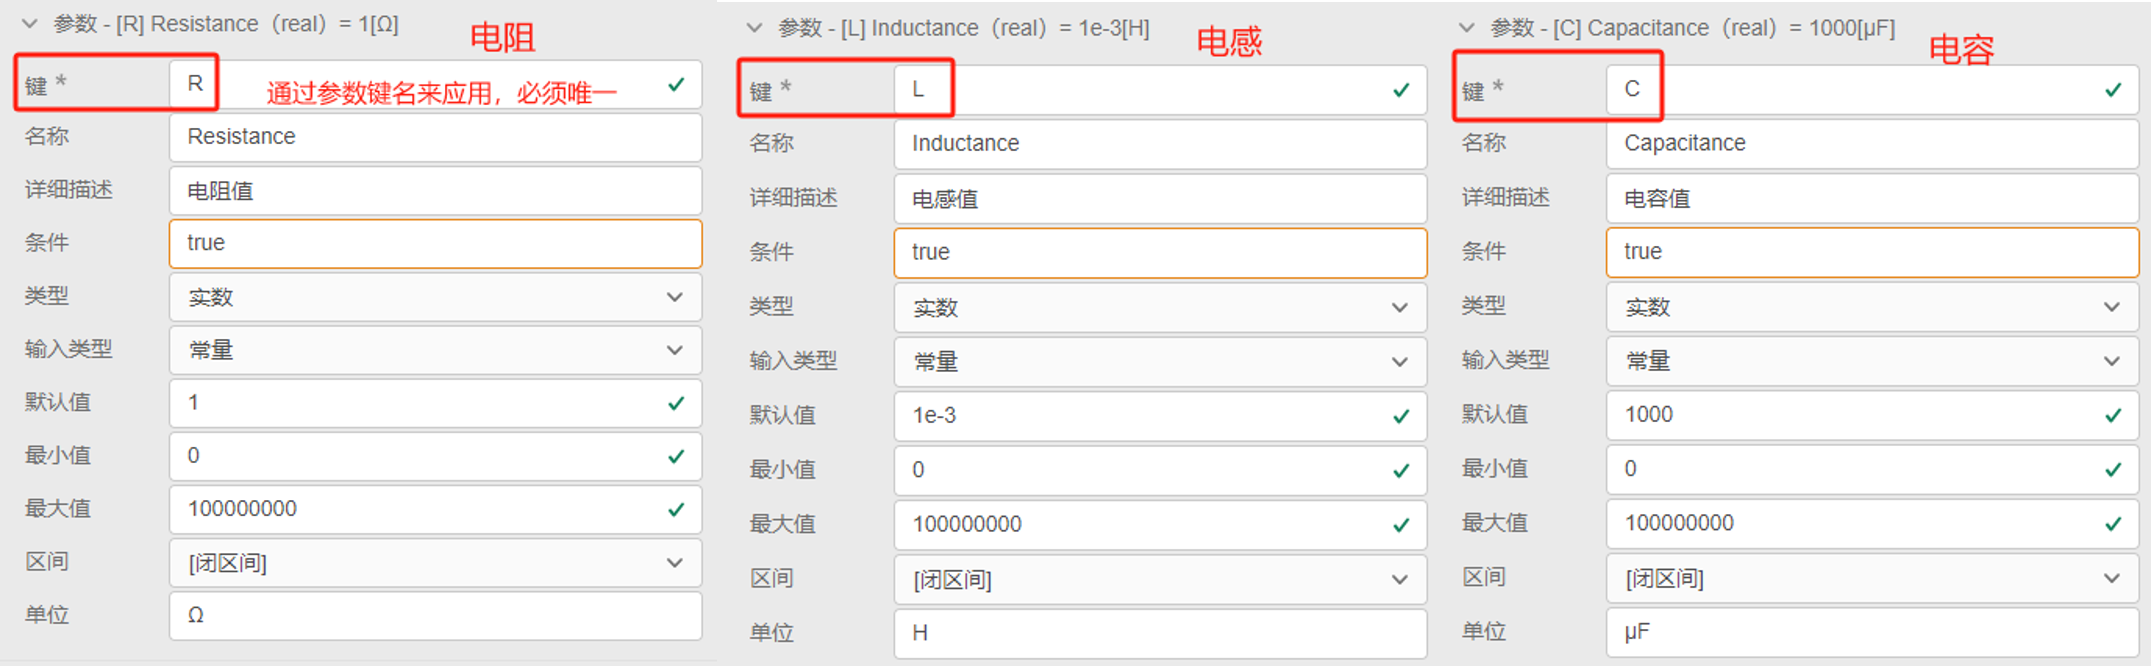 参数 - [R] Resistance（real）= 1[Ω]
电阻
键 *
R
通过参数键名来应用，必须唯一
名称
Resistance
详细描述
电阻值
条件
true
类型
实数
输入类型
常量
默认值
1
最小值
0
最大值
100000000
区间
[闭区间]
单位
Ω
参数 - [L] Inductance（real）= 1e-3[H]
电感
键 *
L
名称
Inductance
详细描述
电感值
条件
true
类型
实数
输入类型
常量
默认值
1e-3
最小值
0
最大值
100000000
区间
[闭区间]
单位
H
参数 - [C] Capacitance（real）= 1000[μF]
电容
键 *
C
名称
Capacitance
详细描述
电容值
条件
true
类型
实数
输入类型
常量
默认值
1000
最小值
0
最大值
100000000
区间
[闭区间]
单位
μF